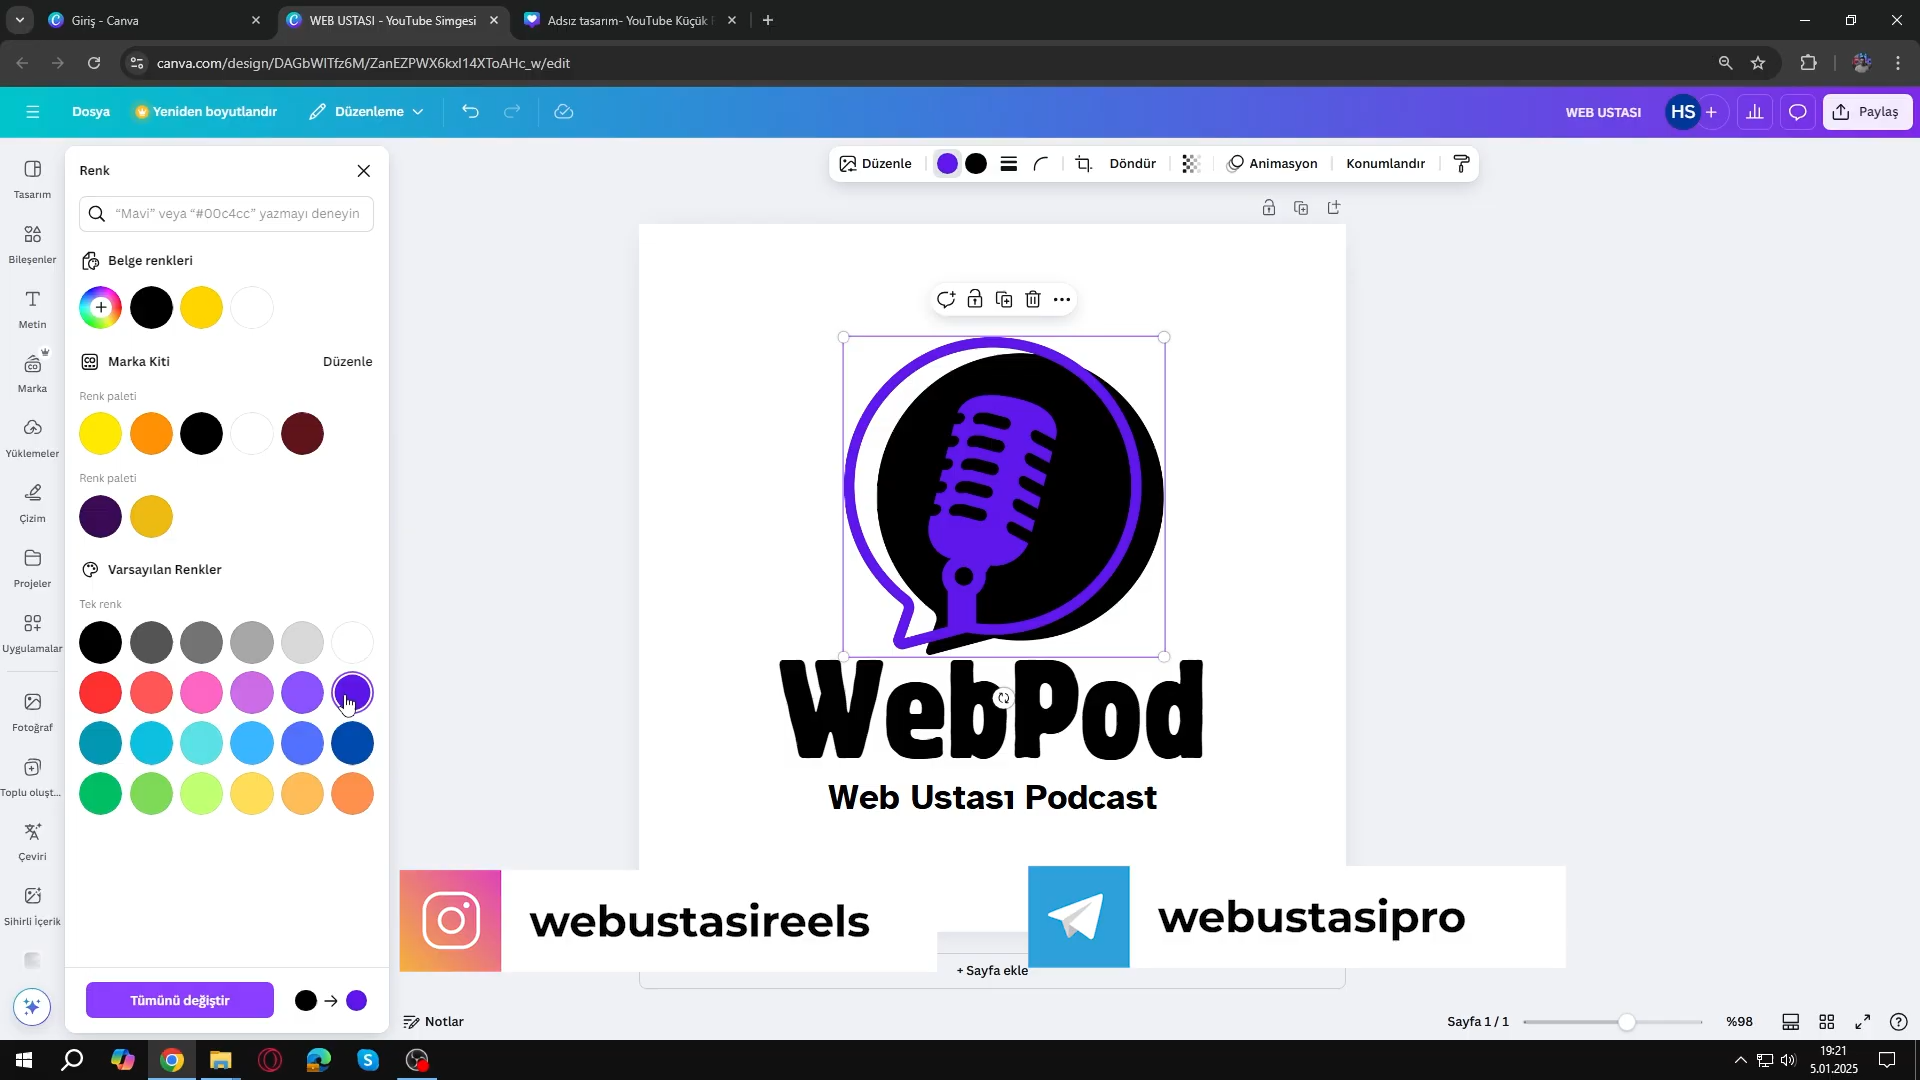 Giriş - Canva
WEB USTASI - YouTube Simgesi
Adsız tasarım- YouTube Küçük
canva.com/design/DAGbWITfz6M/ZanEZPWX6kxI14XToAHc_w/edit
Dosya
Yeniden boyutlandır
Düzenleme
WEB USTASI
HS
Paylaş
Tasarım
Bileşenler
Metin
Marka
Yüklemeler
Çizim
Projeler
Uygulamalar
Fotoğraf
Toplu oluşt...
Çeviri
Sihirli İçerik
Renk
“Mavi” veya “#00c4cc” yazmayı deneyin
Belge renkleri
Marka Kiti
Düzenle
Renk paleti
Renk paleti
Varsayılan Renkler
Tek renk
Tümünü değiştir
Düzenle
Döndür
Animasyon
Konumlandır
WebPod
Web Ustası Podcast
webustasireels
webustasipro
+ Sayfa ekle
Notlar
Sayfa 1 / 1
%98
19:21
5.01.2025